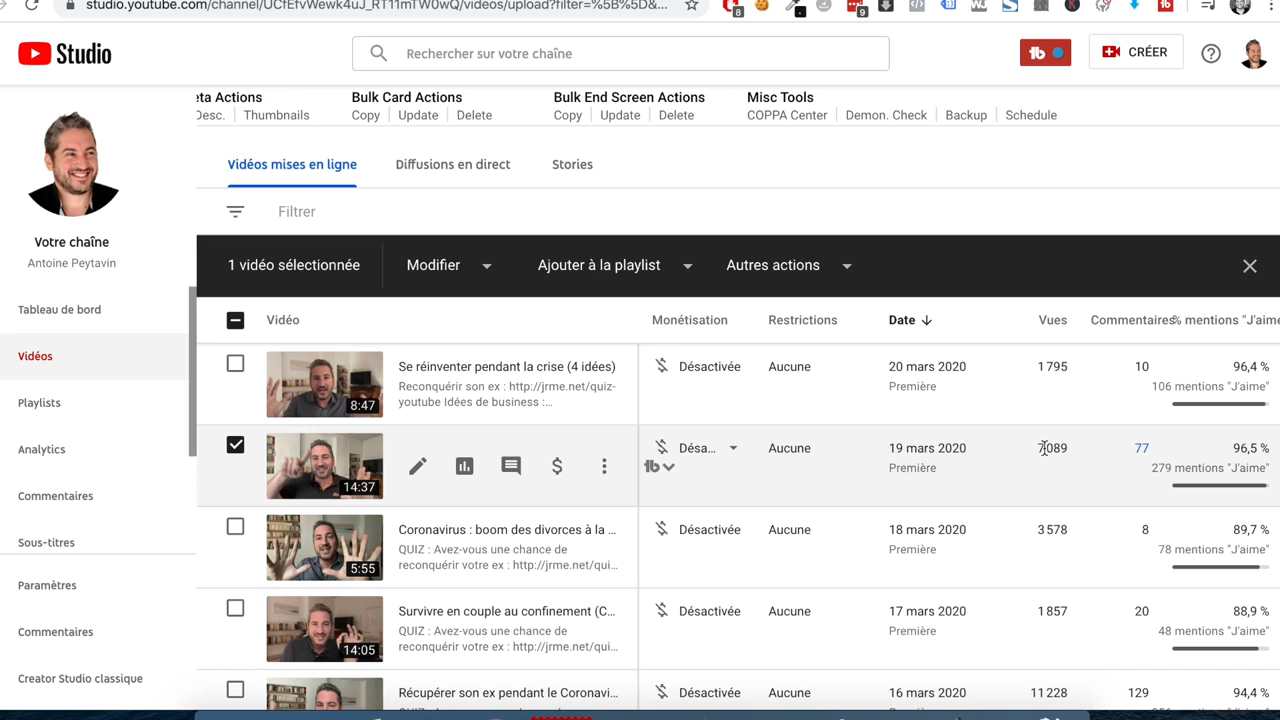 studio.youtube.com/channel/UCfEfvWewk4uJ_RT11mTW0wQ/videos/upload?filter=%5B%5D&...
8
9
Studio
Rechercher sur votre chaîne
CRÉER
eta Actions
Bulk Card Actions
Bulk End Screen Actions
Misc Tools
Desc. Thumbnails
Copy Update Delete
Copy Update Delete
COPPA Center Demon. Check Backup Schedule
Vidéos mises en ligne
Diffusions en direct
Stories
Filtrer
Votre chaîne
Antoine Peytavin
Tableau de bord
Vidéos
Playlists
Analytics
Commentaires
Sous-titres
Paramètres
Commentaires
Creator Studio classique
1 vidéo sélectionnée
Modifier
Ajouter à la playlist
Autres actions
Vidéo
Monétisation
Restrictions
Date
Vues
Commentaires
% mentions "J'aime
8:47
Se réinventer pendant la crise (4 idées)
Reconquérir son ex : http://jrme.net/quiz-
youtube Idées de business :...
Désactivée
Aucune
20 mars 2020
Première
1 795
10
96,4 %
106 mentions "J'aime"
14:37
Désa...
Aucune
19 mars 2020
Première
7 089
77
96,5 %
279 mentions "J'aime"
5:55
Coronavirus : boom des divorces à la ...
QUIZ : Avez-vous une chance de
reconquérir votre ex : http://jrme.net/qui...
Désactivée
Aucune
18 mars 2020
Première
3 578
8
89,7 %
78 mentions "J'aime"
14:05
Survivre en couple au confinement (C...
QUIZ : Avez-vous une chance de
reconquérir votre ex : http://jrme.net/qui...
Désactivée
Aucune
17 mars 2020
Première
1 857
20
88,9 %
48 mentions "J'aime"
Récupérer son ex pendant le Coronavi...
Désactivée
Aucune
16 mars 2020
11 228
129
94,4 %